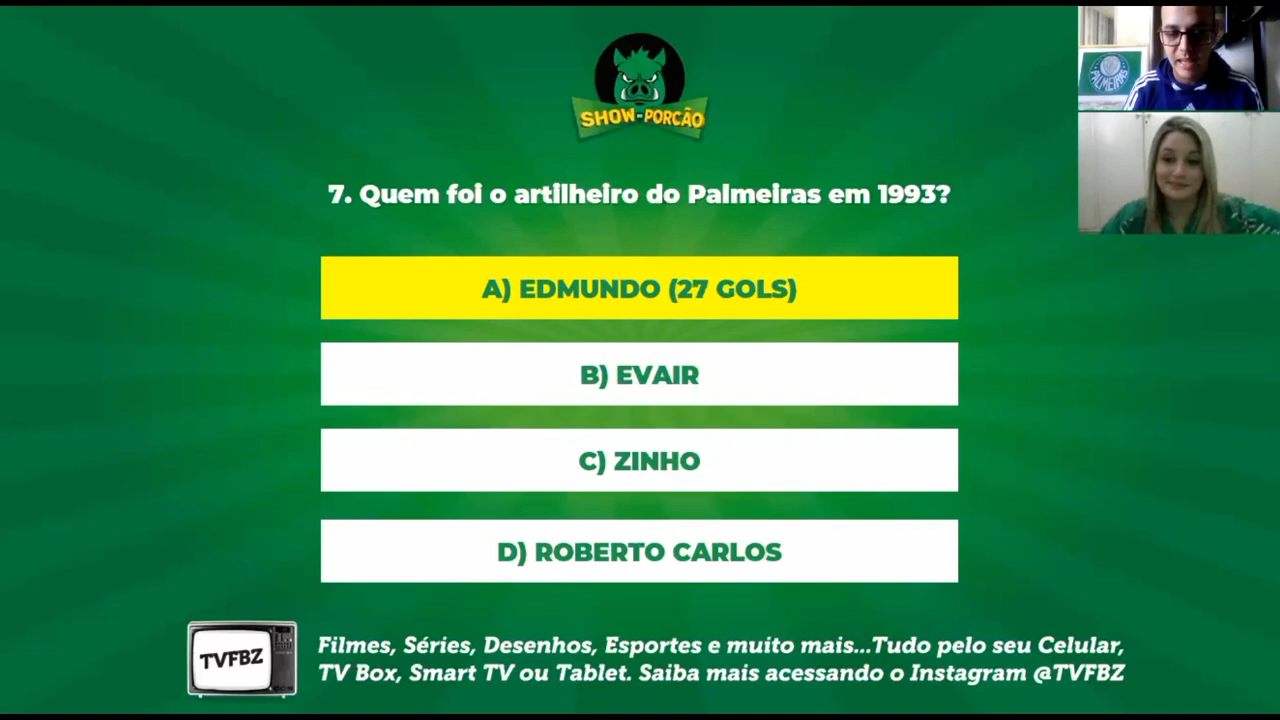 SHOW DO PORCÃO
PALMEIRAS
7. Quem foi o artilheiro do Palmeiras em 1993?
A) EDMUNDO (27 GOLS)
B) EVAIR
C) ZINHO
D) ROBERTO CARLOS
TVFBZ
Filmes, Séries, Desenhos, Esportes e muito mais...Tudo pelo seu Celular,
TV Box, Smart TV ou Tablet. Saiba mais acessando o Instagram @TVFBZ